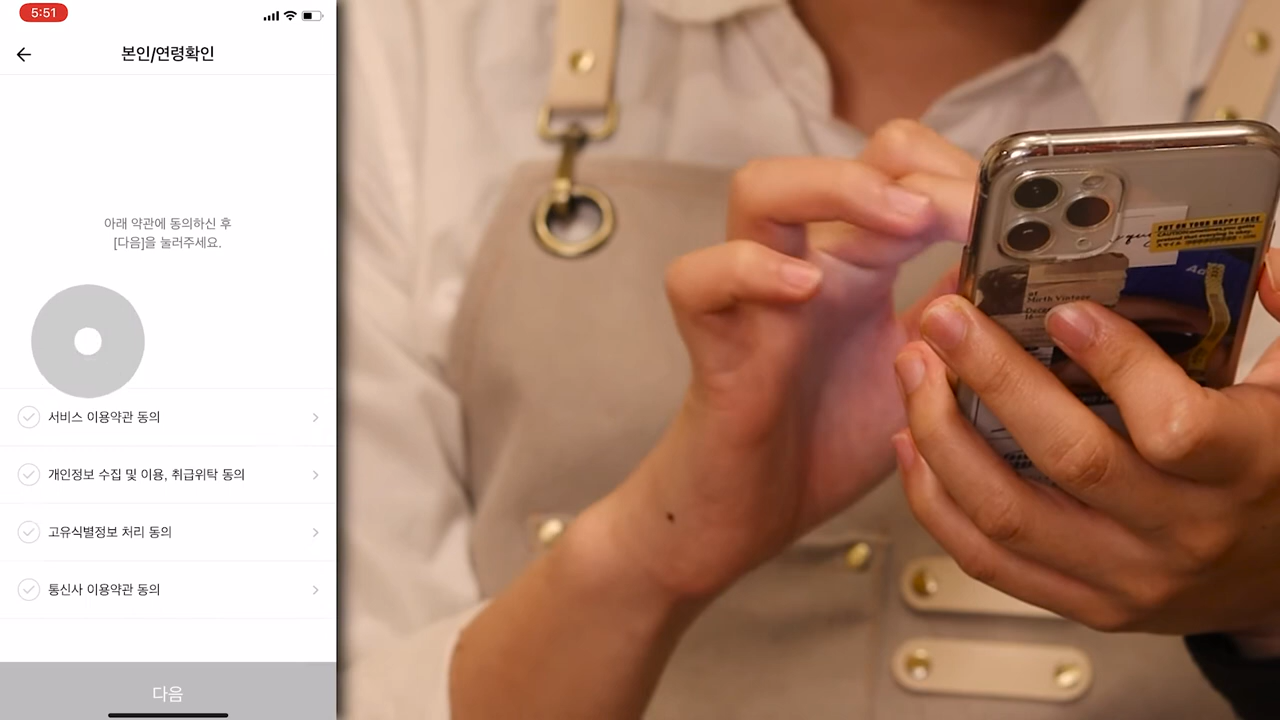 5:51
본인/연령확인
아래 약관에 동의하신 후
[다음]을 눌러주세요.
서비스 이용약관 동의
개인정보 수집 및 이용, 취급위탁 동의
고유식별정보 처리 동의
통신사 이용약관 동의
다음
PUT ON YOUR HAPPY FACE
at
Mirth Vintage